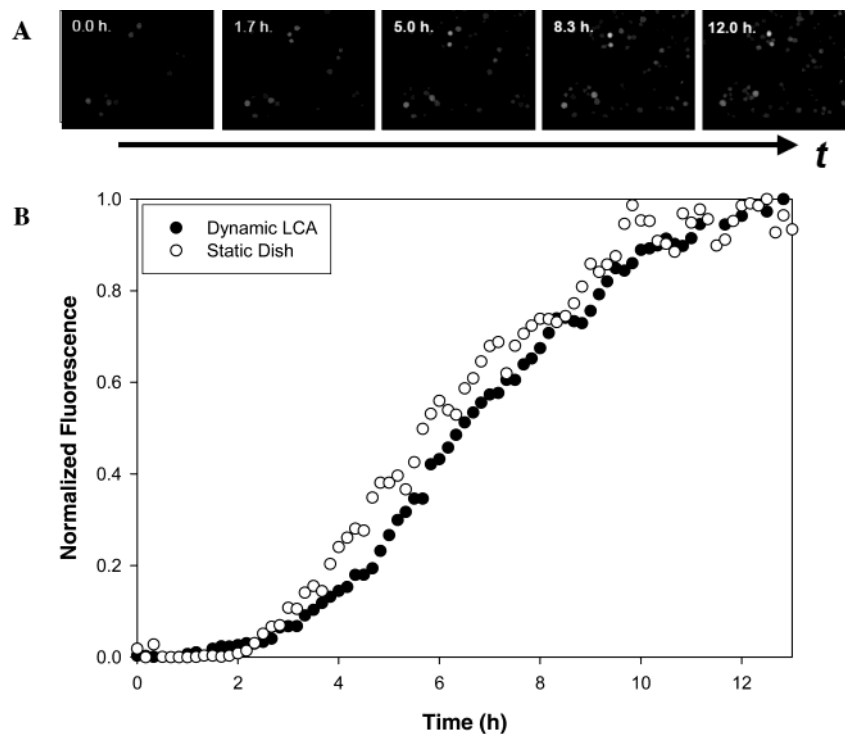 A
0.0 h.
1.7 h.
5.0 h.
8.3 h.
12.0 h.
t
B
1.0
0.8
0.6
0.4
0.2
0.0
Normalized Fluorescence
Dynamic LCA
Static Dish
0
2
4
6
8
10
12
Time (h)